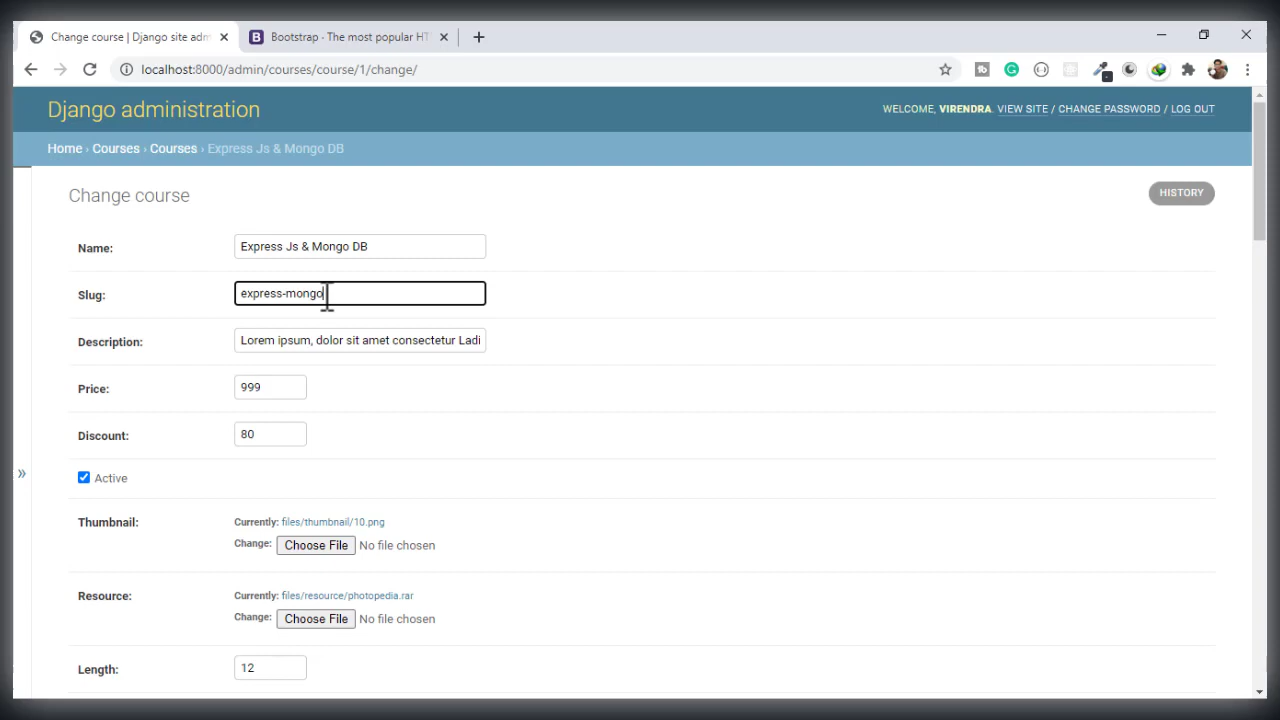 Change course | Django site adm
Bootstrap · The most popular HT
localhost:8000/admin/courses/course/1/change/
Django administration
WELCOME, VIRENDRA. VIEW SITE / CHANGE PASSWORD / LOG OUT
Home › Courses › Courses › Express Js & Mongo DB
Change course
HISTORY
Name: Express Js & Mongo DB
Slug: express-mongo
Description: Lorem ipsum, dolor sit amet consectetur Ladi
Price: 999
Discount: 80
Active
Thumbnail: Currently: files/thumbnail/10.png
Change: Choose File No file chosen
Resource: Currently: files/resource/photopedia.rar
Change: Choose File No file chosen
Length: 12